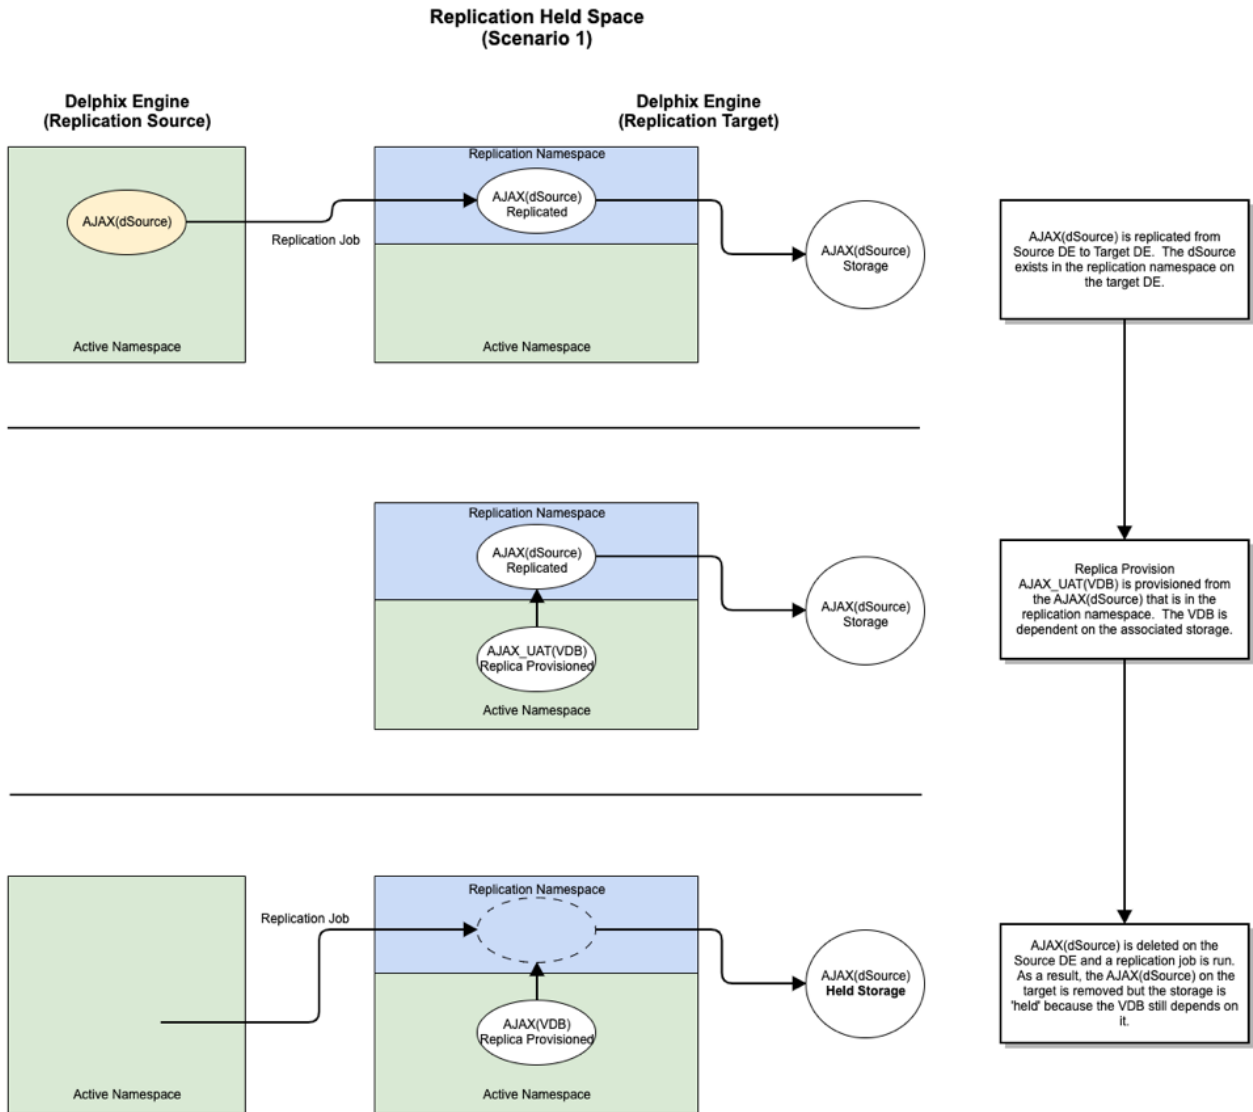 Replication Held Space
(Scenario 1)
Delphix Engine
(Replication Source)
Delphix Engine
(Replication Target)
Replication Namespace
AJAX(dSource)
AJAX(dSource)
Replicated
Replication Job
AJAX(dSource)
Storage
Active Namespace
Active Namespace
AJAX(dSource) is replicated from
Source DE to Target DE. The dSource
exists in the replication namespace on
the target DE.
Replication Namespace
AJAX(dSource)
Replicated
AJAX(dSource)
Storage
AJAX_UAT(VDB)
Replica Provisioned
Active Namespace
Replica Provision
AJAX_UAT(VDB) is provisioned from
the AJAX(dSource) that is in the
replication namespace. The VDB is
dependent on the associated storage.
Replication Namespace
Replication Job
AJAX(dSource)
Held Storage
AJAX(VDB)
Replica Provisioned
Active Namespace
Active Namespace
AJAX(dSource) is deleted on the
Source DE and a replication job is run.
As a result, the AJAX(dSource) on the
target is removed but the storage is
'held' because the VDB still depends on
it.